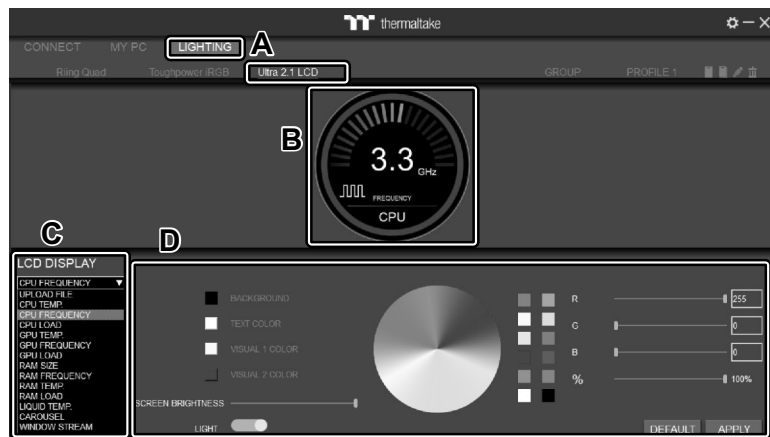 thermaltake
CONNECT MY PC LIGHTING A
Riing Quad Toughpower iRGB Ultra 2.1 LCD GROUP PROFILE 1
B
3.3 GHz
FREQUENCY
CPU
C D
LCD DISPLAY
CPU FREQUENCY
UPLOAD FILE
CPU TEMP.
CPU FREQUENCY
CPU LOAD
GPU TEMP.
GPU FREQUENCY
GPU LOAD
RAM SIZE
RAM FREQUENCY
RAM TEMP.
RAM LOAD
LIQUID TEMP.
CAROUSEL
WINDOW STREAM
BACKGROUND
TEXT COLOR
VISUAL 1 COLOR
VISUAL 2 COLOR
SCREEN BRIGHTNESS
LIGHT
R 255
G 0
B 0
% 100%
DEFAULT APPLY